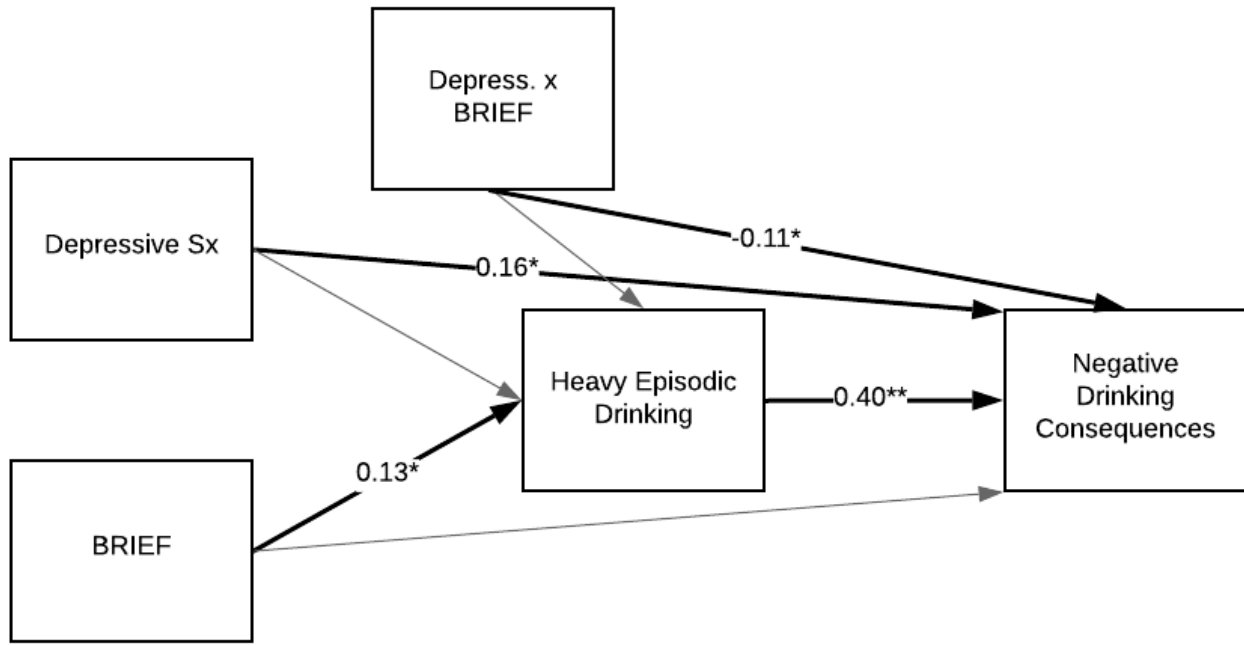 Depress. x
BRIEF
Depressive Sx
-0.11*
0.16*
Heavy Episodic
Drinking
0.40**
Negative
Drinking
Consequences
0.13*
BRIEF